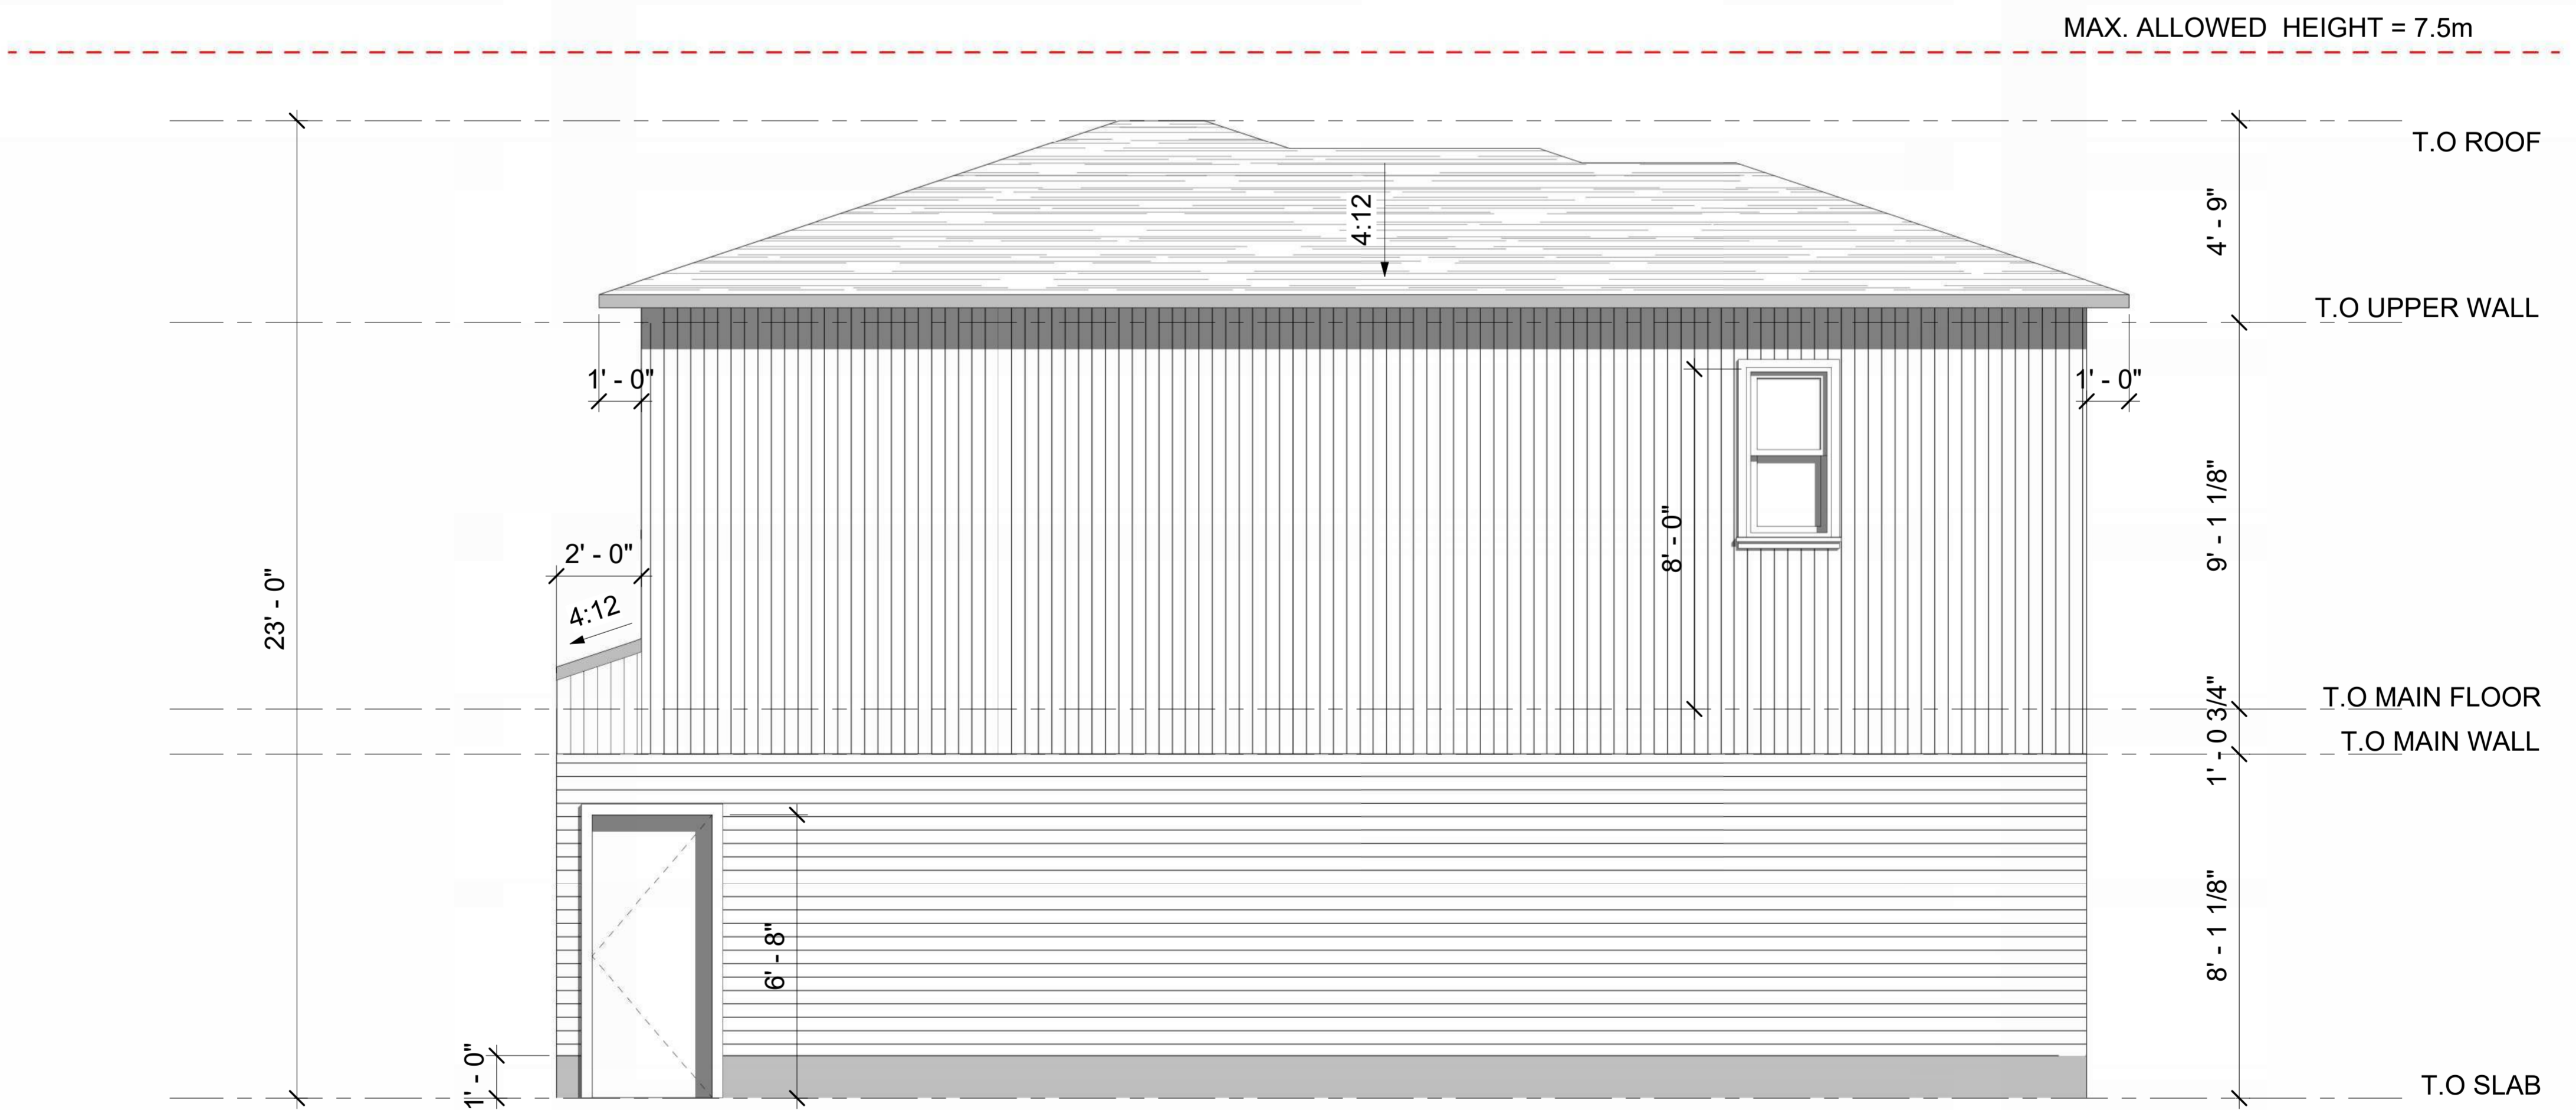 MAX. ALLOWED HEIGHT = 7.5m
T.O ROOF
4' - 9"
4:12
T.O UPPER WALL
1' - 0"
1' - 0"
9' - 1 1/8"
8' - 0"
2' - 0"
4:12
23' - 0"
T.O MAIN FLOOR
1' - 0 3/4"
T.O MAIN WALL
8' - 1 1/8"
6' - 8"
1' - 0"
T.O SLAB